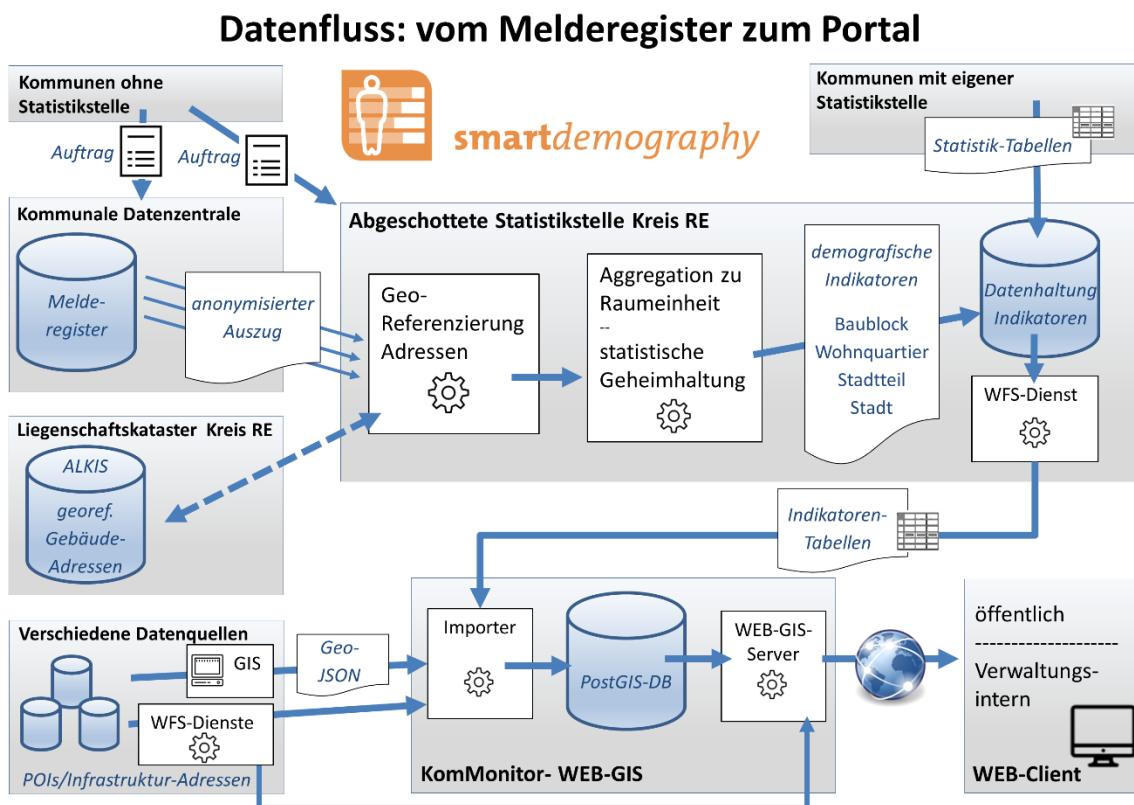 Datenfluss: vom Melderegister zum Portal
Kommunen ohne
Statistikstelle
Auftrag
Auftrag
smartdemography
Kommunen mit eigener
Statistikstelle
Statistik-Tabellen
Kommunale Datenzentrale
Melde-
register
anonymisierter
Auszug
Abgeschottete Statistikstelle Kreis RE
Geo-
Referenzierung
Adressen
Aggregation zu
Raumeinheit
--
statistische
Geheimhaltung
demografische
Indikatoren
Baublock
Wohnquartier
Stadtteil
Stadt
Datenhaltung
Indikatoren
WFS-Dienst
Liegenschaftskataster Kreis RE
ALKIS
georef.
Gebäude-
Adressen
Indikatoren-
Tabellen
Verschiedene Datenquellen
GIS
Geo-
JSON
WFS-Dienste
POIs/Infrastruktur-Adressen
Importer
PostGIS-DB
WEB-GIS-
Server
KomMonitor- WEB-GIS
öffentlich
---------------------
Verwaltungs-
intern
WEB-Client